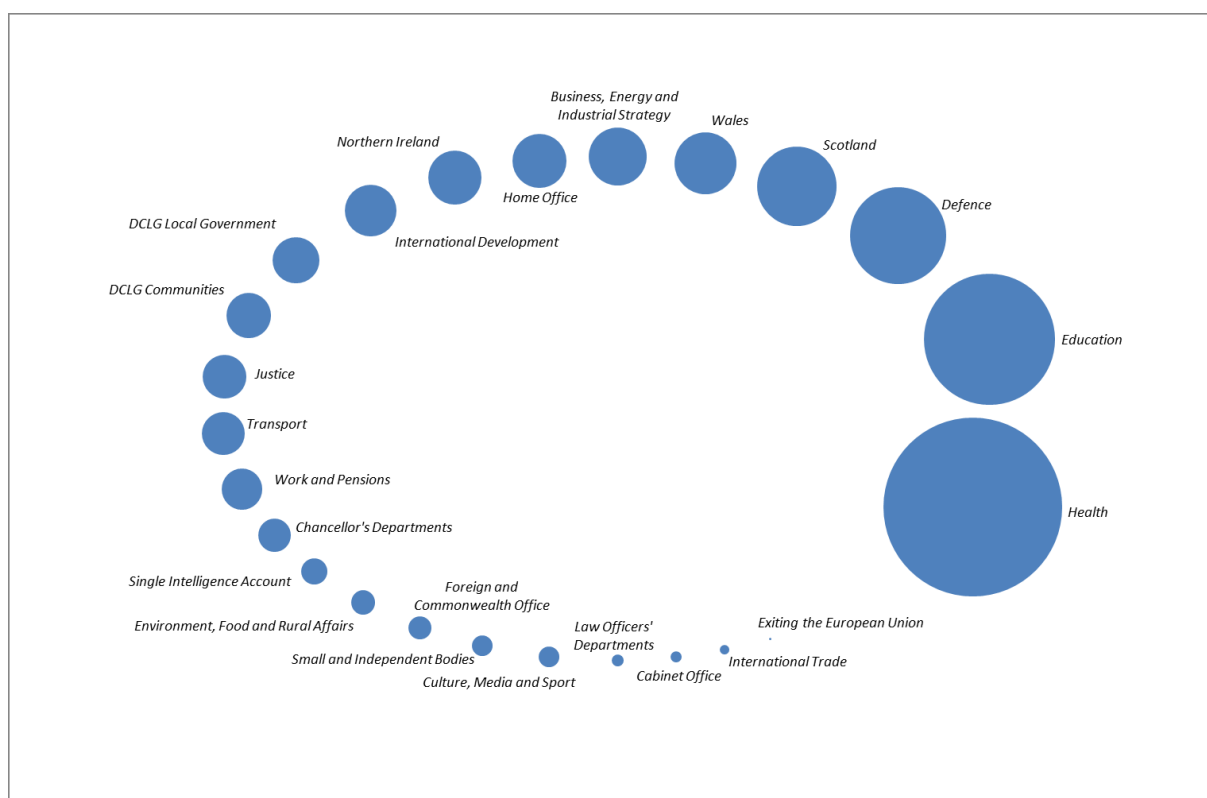 Business, Energy and
Industrial Strategy
Wales
Scotland
Northern Ireland
Home Office
Defence
DCLG Local Government
International Development
DCLG Communities
Education
Justice
Transport
Work and Pensions
Health
Chancellor's Departments
Single Intelligence Account
Foreign and
Commonwealth Office
Environment, Food and Rural Affairs
Law Officers'
Departments
Exiting the European Union
Small and Independent Bodies
International Trade
Culture, Media and Sport
Cabinet Office